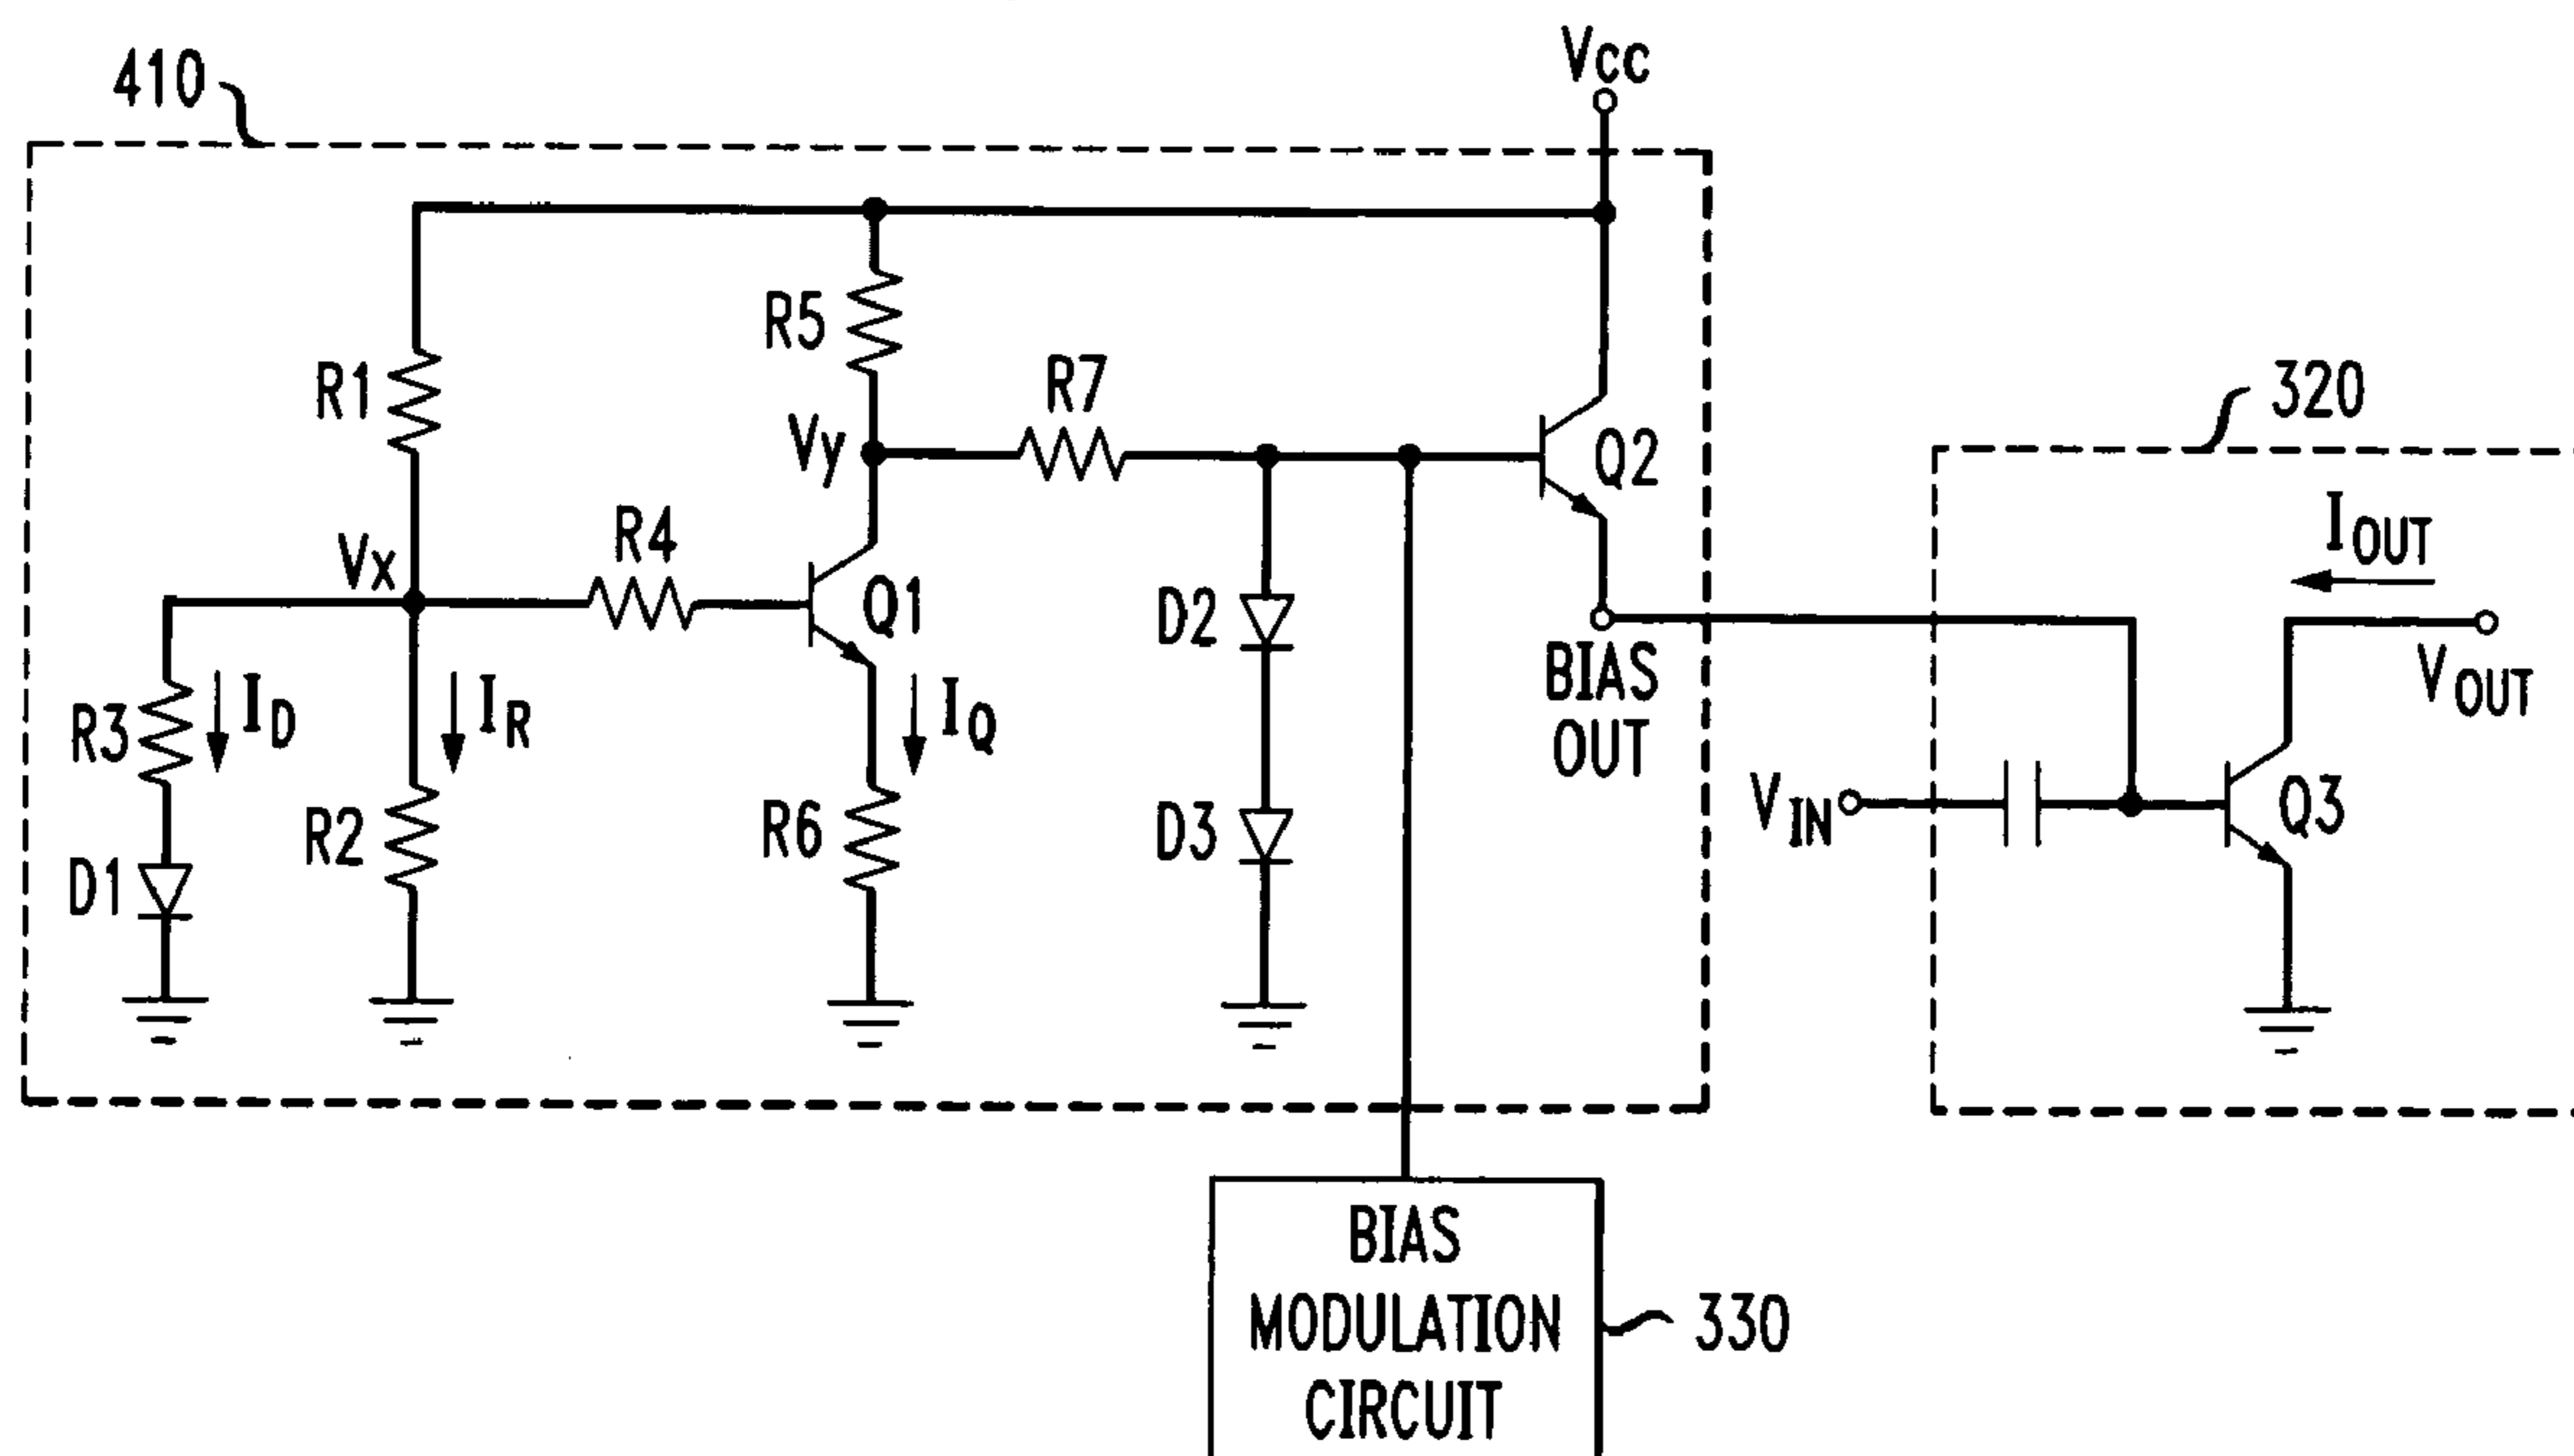 410
Vcc
R5
R1
R7
Vy
Q2
320
IOUT
Vx
R4
Q1
D2
BIAS
OUT
VOUT
R3
ID
IR
IQ
R2
R6
D1
D3
VIN
Q3
BIAS
MODULATION
CIRCUIT
330